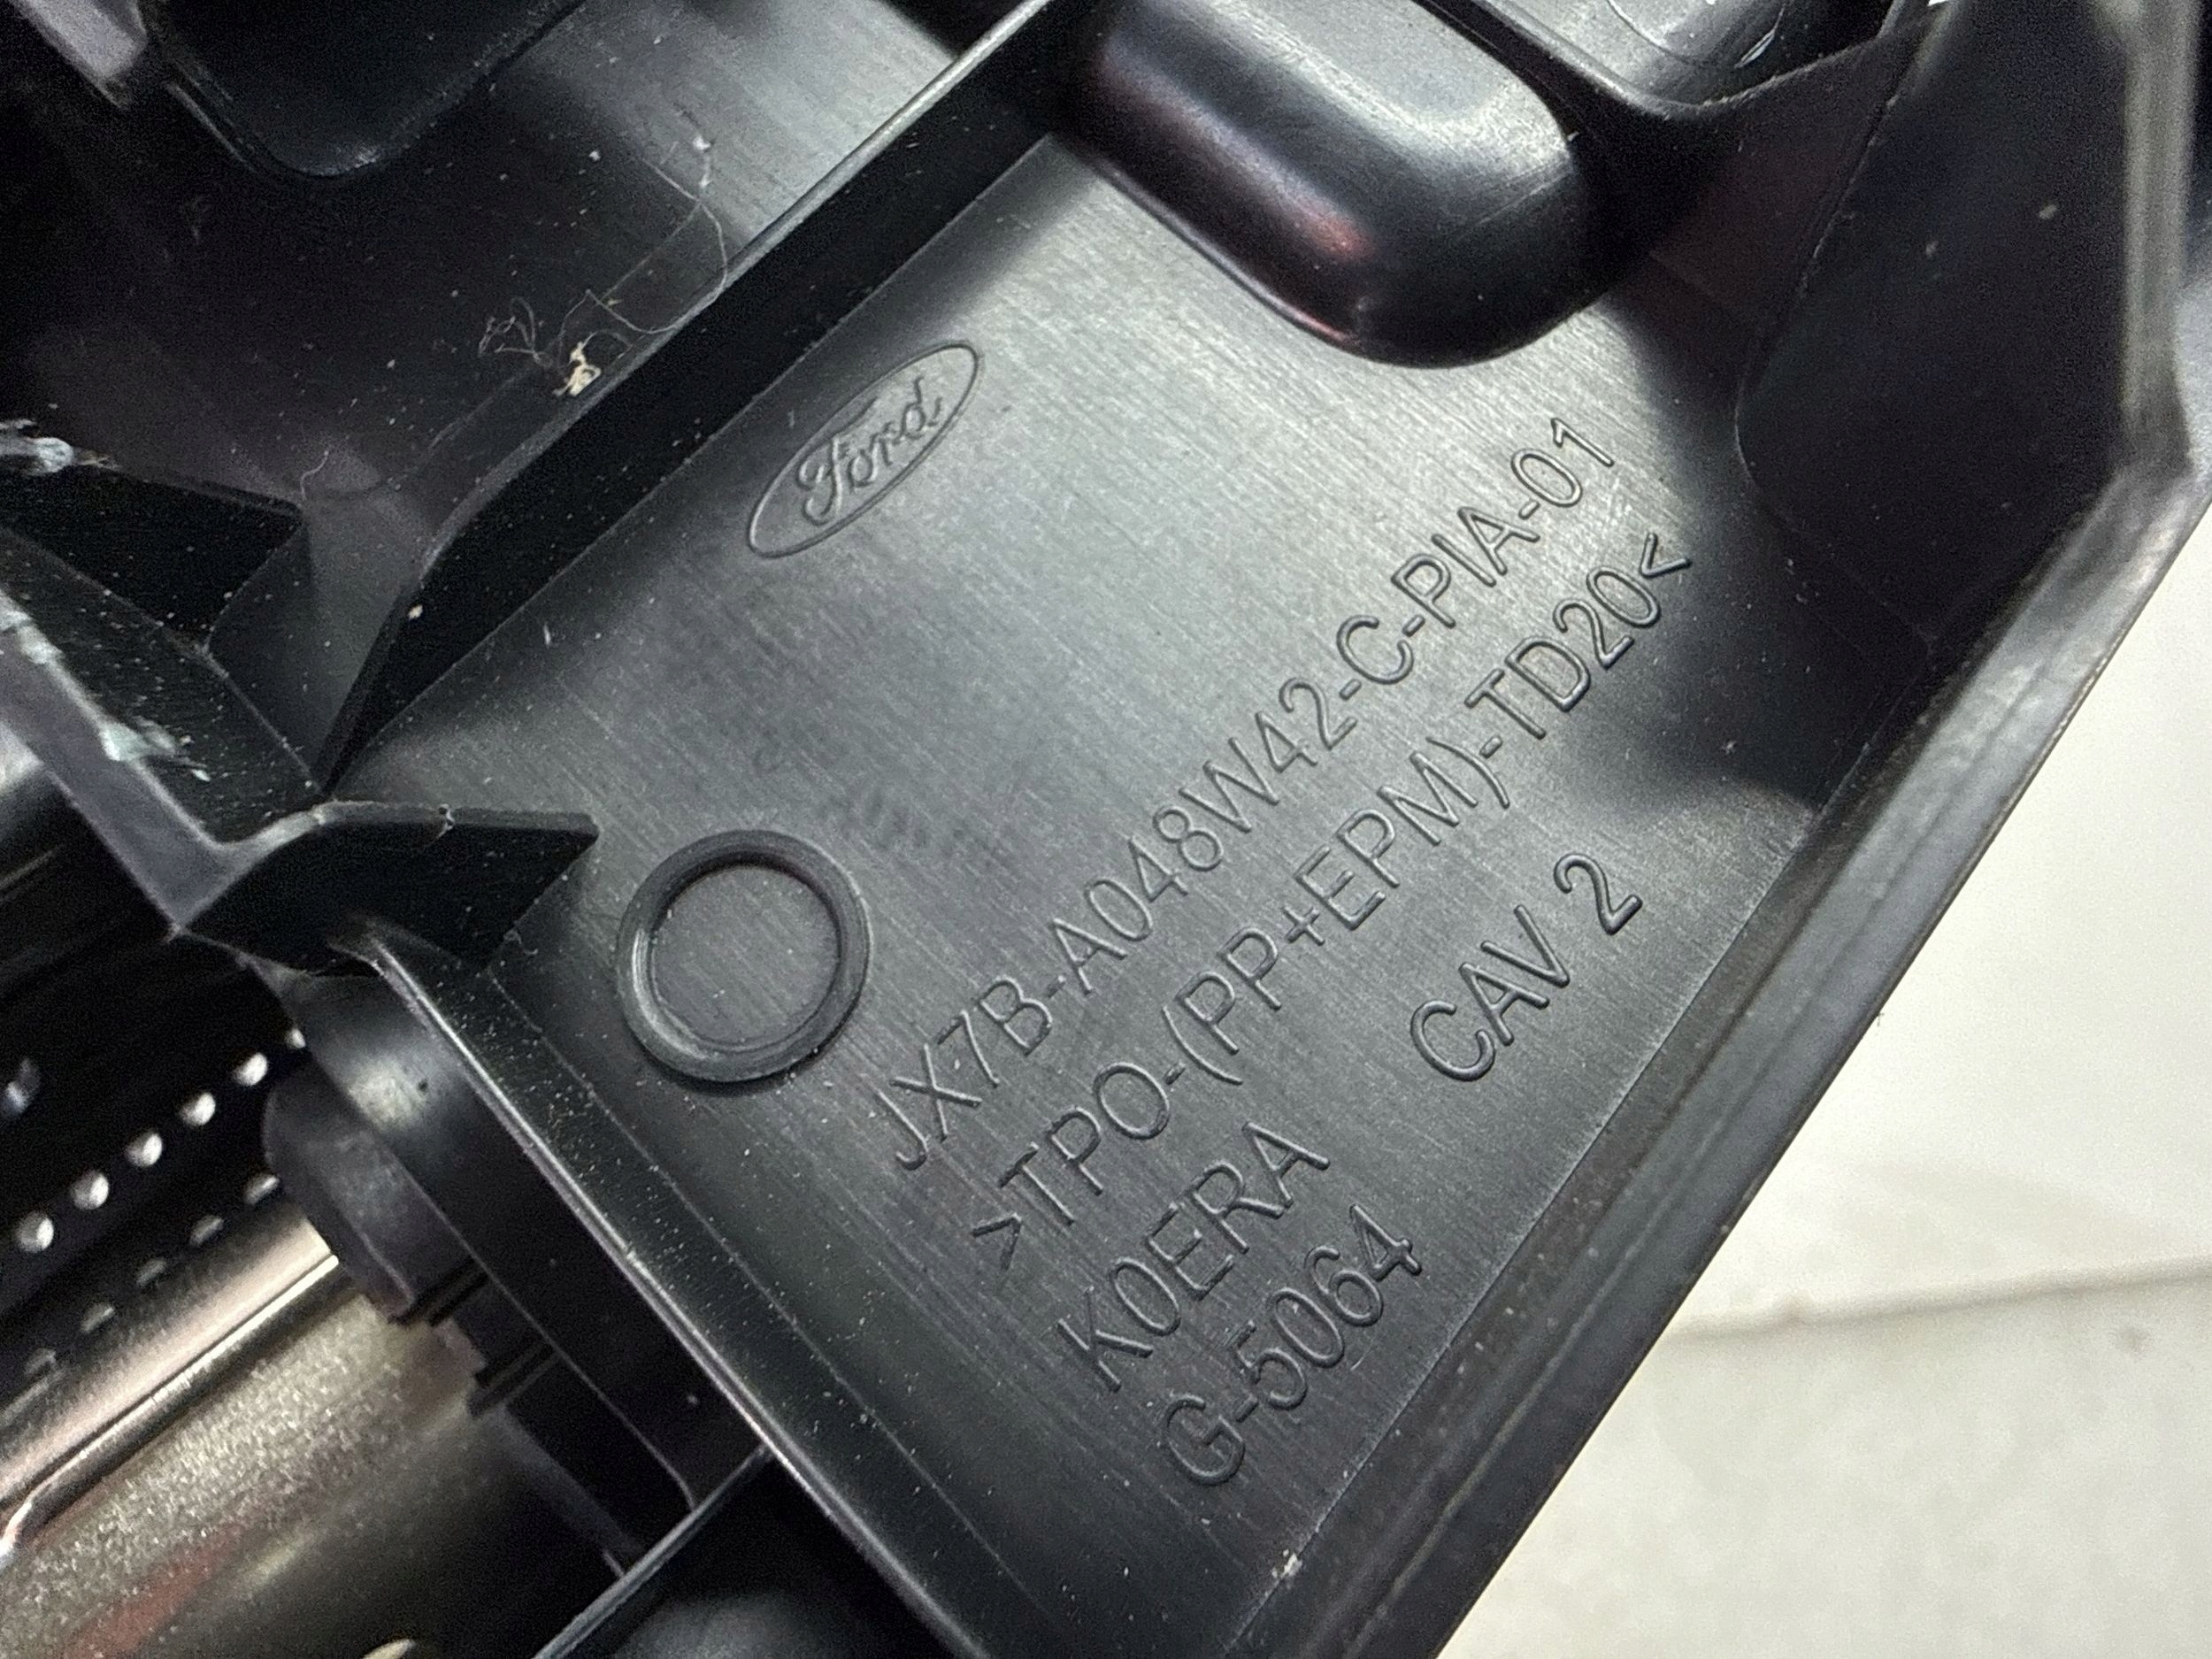 Ford
JX7B-A048W42-C-PIA-01
>TPO-(PP+EPM)-TD20<
K0ERA CAV 2
G-5064